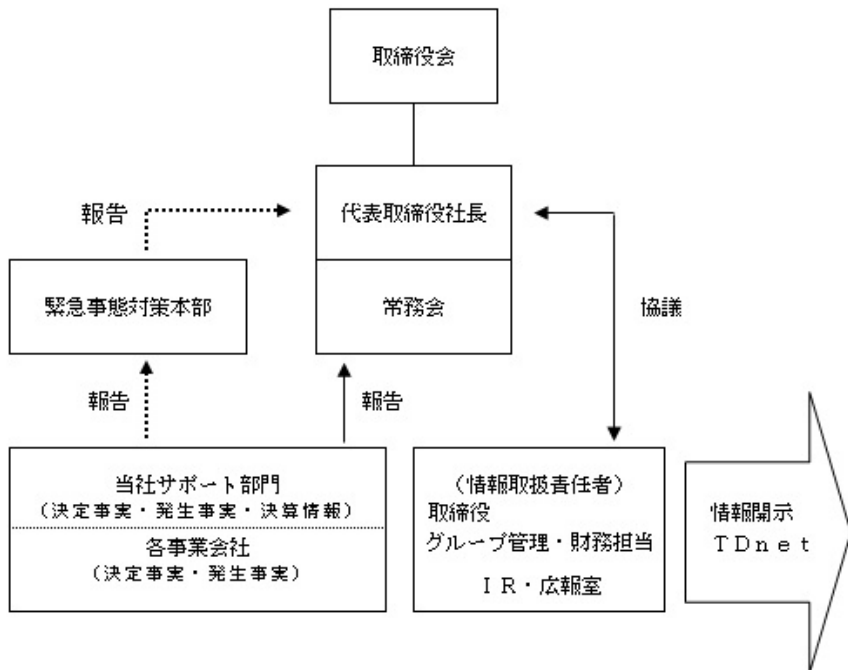 取締役会
代表取締役社長
報告
緊急事態対策本部
常務会
協議
報告
報告
当社サポート部門
(決定事実・発生事実・決算情報)
各事業会社
(決定事実・発生事実)
(情報取扱責任者)
取締役
グループ管理・財務担当
IR・広報室
情報開示
TDnet